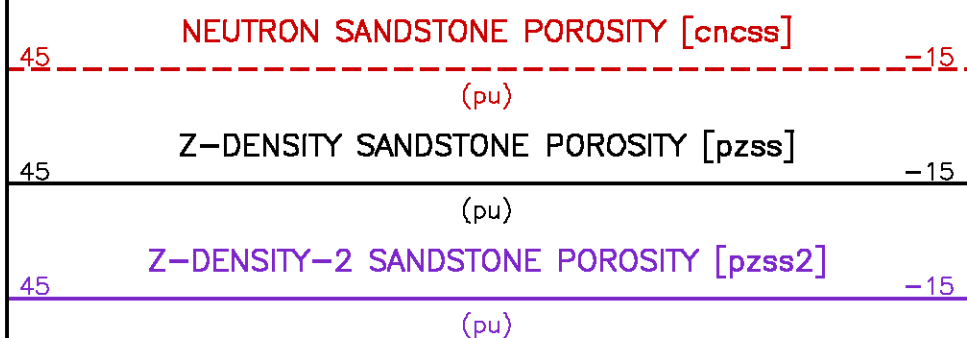 NEUTRON SANDSTONE POROSITY [cncss]
45 -15
(pu)
Z-DENSITY SANDSTONE POROSITY [pzss]
45 -15
(pu)
Z-DENSITY-2 SANDSTONE POROSITY [pzss2]
45 -15
(pu)